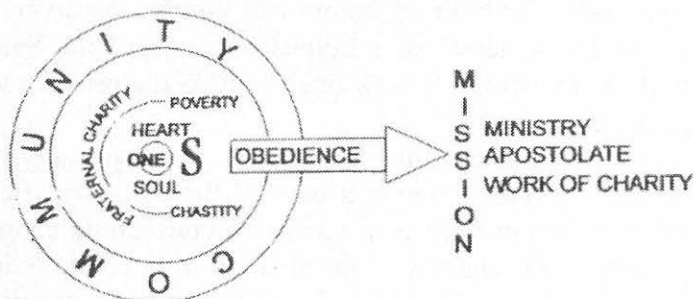 COMMUNITY
FRATERNAL CHARITY
POVERTY
HEART
ONE S
SOUL
CHASTITY
OBEDIENCE
MISSION
MINISTRY
APOSTOLATE
WORK OF CHARITY